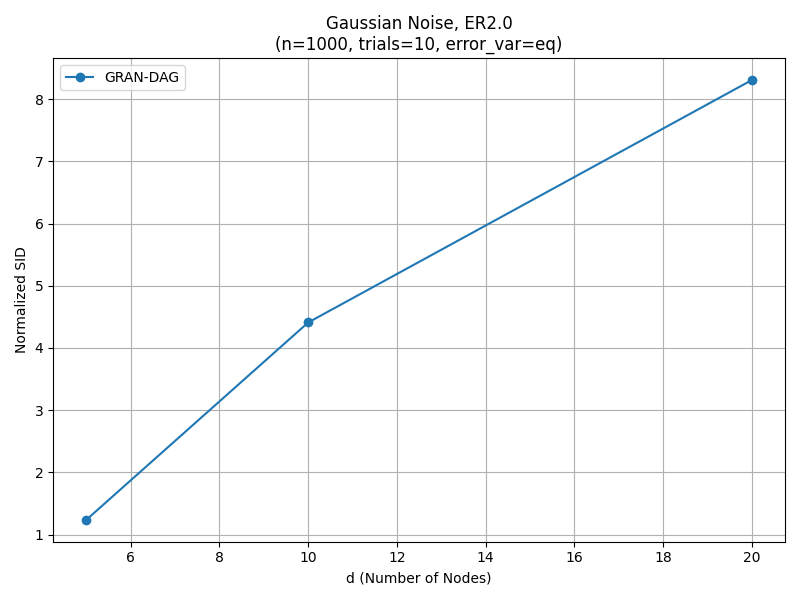 Gaussian Noise, ER2.0
(n=1000, trials=10, error_var=eq)
GRAN-DAG
Normalized SID
8
7
6
5
4
3
2
1
6 8 10 12 14 16 18 20
d (Number of Nodes)